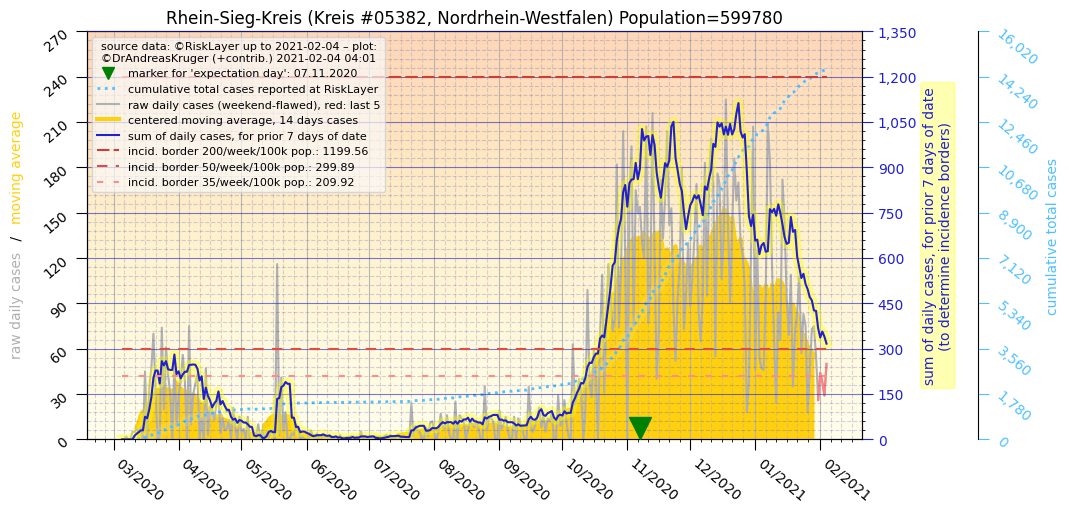 Rhein-Sieg-Kreis (Kreis #05382, Nordrhein-Westfalen) Population=599780
source data: ©RiskLayer up to 2021-02-04 – plot:
©DrAndreasKruger (+contrib.) 2021-02-04 04:01
marker for 'expectation day': 07.11.2020
cumulative total cases reported at RiskLayer
raw daily cases (weekend-flawed), red: last 5
centered moving average, 14 days cases
sum of daily cases, for prior 7 days of date
incid. border 200/week/100k pop.: 1199.56
incid. border 50/week/100k pop.: 299.89
incid. border 35/week/100k pop.: 209.92
raw daily cases / moving average
270
240
210
180
150
120
90
60
30
0
03/2020
04/2020
05/2020
06/2020
07/2020
08/2020
09/2020
10/2020
11/2020
12/2020
01/2021
02/2021
1,350
1,200
1,050
900
750
600
450
300
150
0
sum of daily cases, for prior 7 days of date
(to determine incidence borders)
16,020
14,240
12,460
10,680
8,900
7,120
5,340
3,560
1,780
0
cumulative total cases